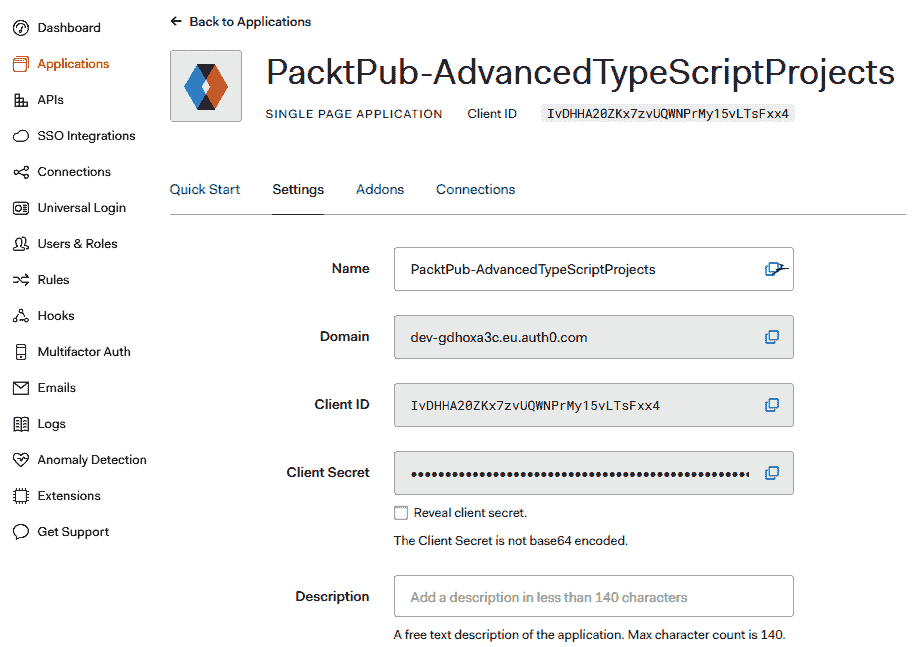 Dashboard
Applications
APIs
SSO Integrations
Connections
Universal Login
Users & Roles
Rules
Hooks
Multifactor Auth
Emails
Logs
Anomaly Detection
Extensions
Get Support
← Back to Applications
PacktPub-AdvancedTypeScriptProjects
SINGLE PAGE APPLICATION Client ID IvDHHA20ZKx7zvUQWNPrMy15vLTsFxx4
Quick Start Settings Addons Connections
Name PacktPub-AdvancedTypeScriptProjects
Domain dev-gdhoxa3c.eu.auth0.com
Client ID IvDHHA20ZKx7zvUQWNPrMy15vLTsFxx4
Client Secret ••••••••••••••••••••••••••••••••••••••••••••••••
Reveal client secret.
The Client Secret is not base64 encoded.
Description Add a description in less than 140 characters
A free text description of the application. Max character count is 140.